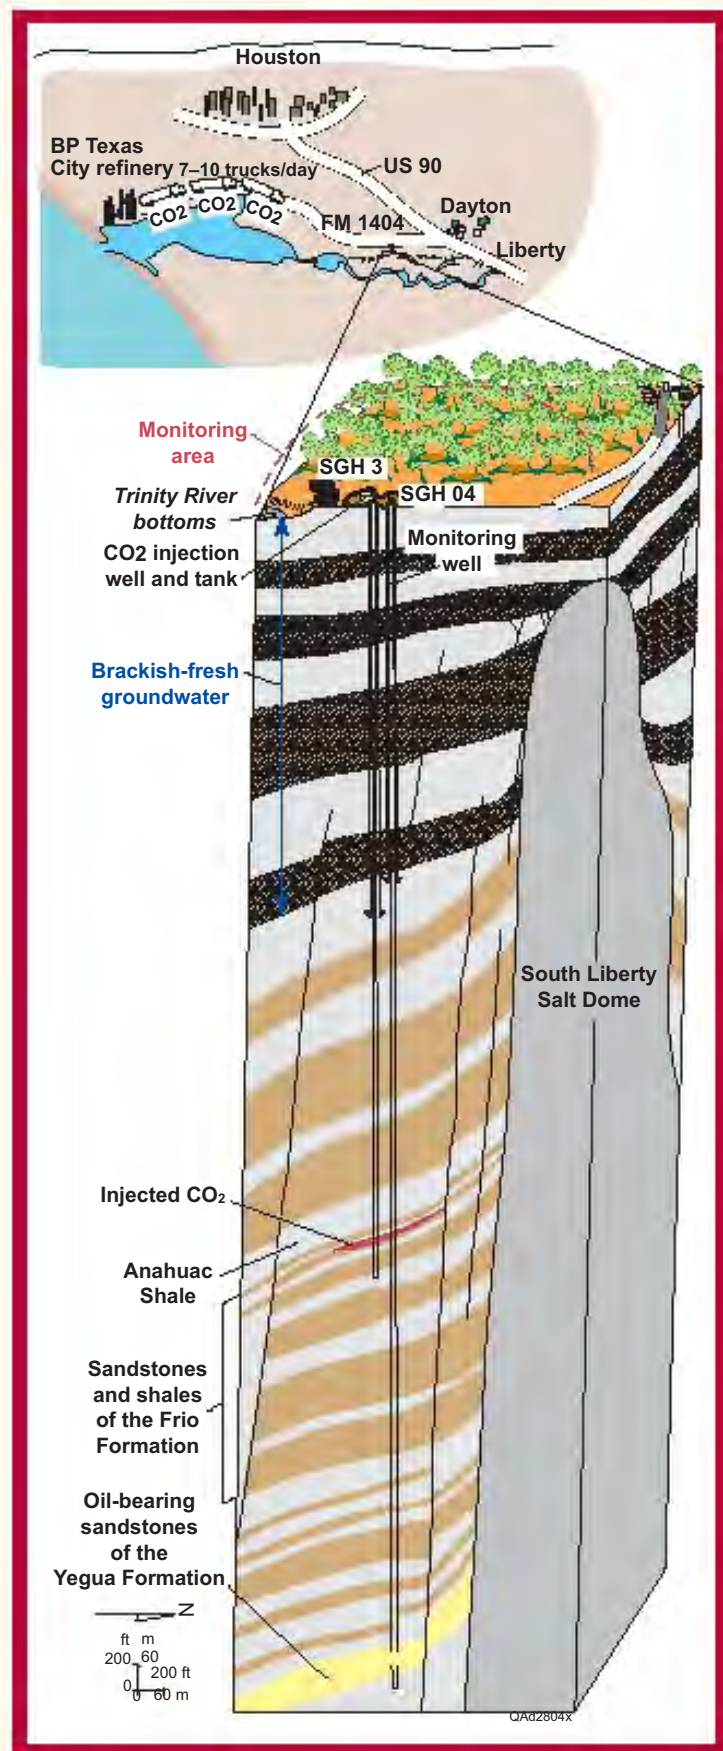 Houston
BP Texas
City refinery 7–10 trucks/day
US 90
CO2 CO2 CO2
Dayton
FM 1404
Liberty
Monitoring
area
SGH 3
SGH 04
Trinity River
bottoms
CO2 injection
well and tank
Monitoring
well
Brackish-fresh
groundwater
South Liberty
Salt Dome
Injected CO₂
Anahuac
Shale
Sandstones
and shales
of the Frio
Formation
Oil-bearing
sandstones
of the
Yegua Formation
N
ft m
200 60
200 ft
0
0 60 m
QAd2804x